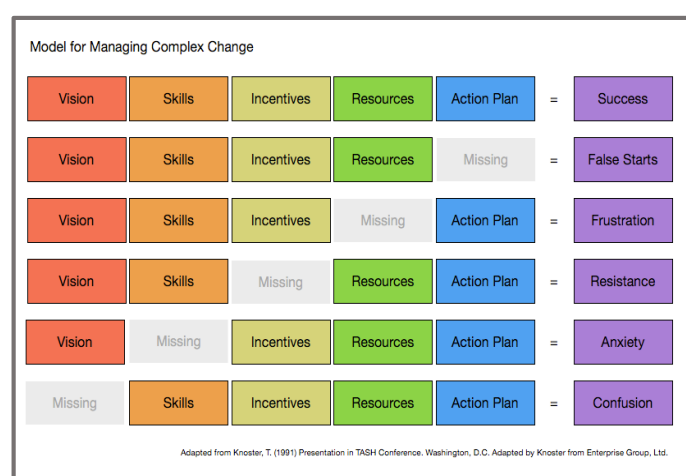 Model for Managing Complex Change
Vision Skills Incentives Resources Action Plan = Success
Vision Skills Incentives Resources Missing = False Starts
Vision Skills Incentives Missing Action Plan = Frustration
Vision Skills Missing Resources Action Plan = Resistance
Vision Missing Incentives Resources Action Plan = Anxiety
Missing Skills Incentives Resources Action Plan = Confusion
Adapted from Knoster, T. (1991) Presentation in TASH Conference. Washington, D.C. Adapted by Knoster from Enterprise Group, Ltd.